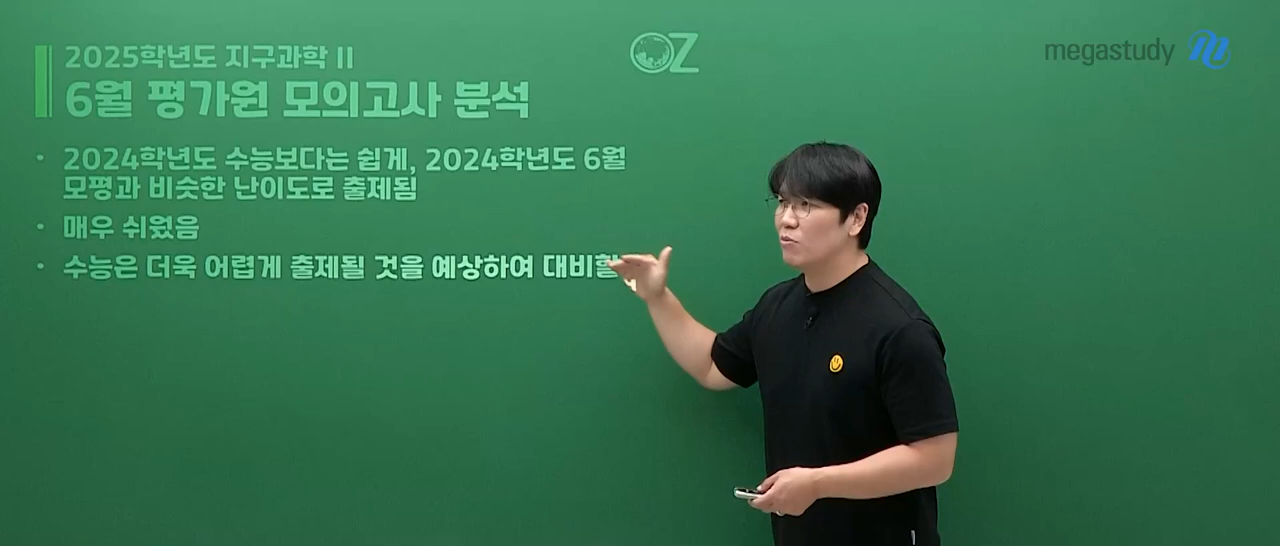 2025학년도 지구과학 II
6월 평가원 모의고사 분석
OZ
megastudy
• 2024학년도 수능보다는 쉽게, 2024학년도 6월
모평과 비슷한 난이도로 출제됨
• 매우 쉬웠음
• 수능은 더욱 어렵게 출제될 것을 예상하여 대비할